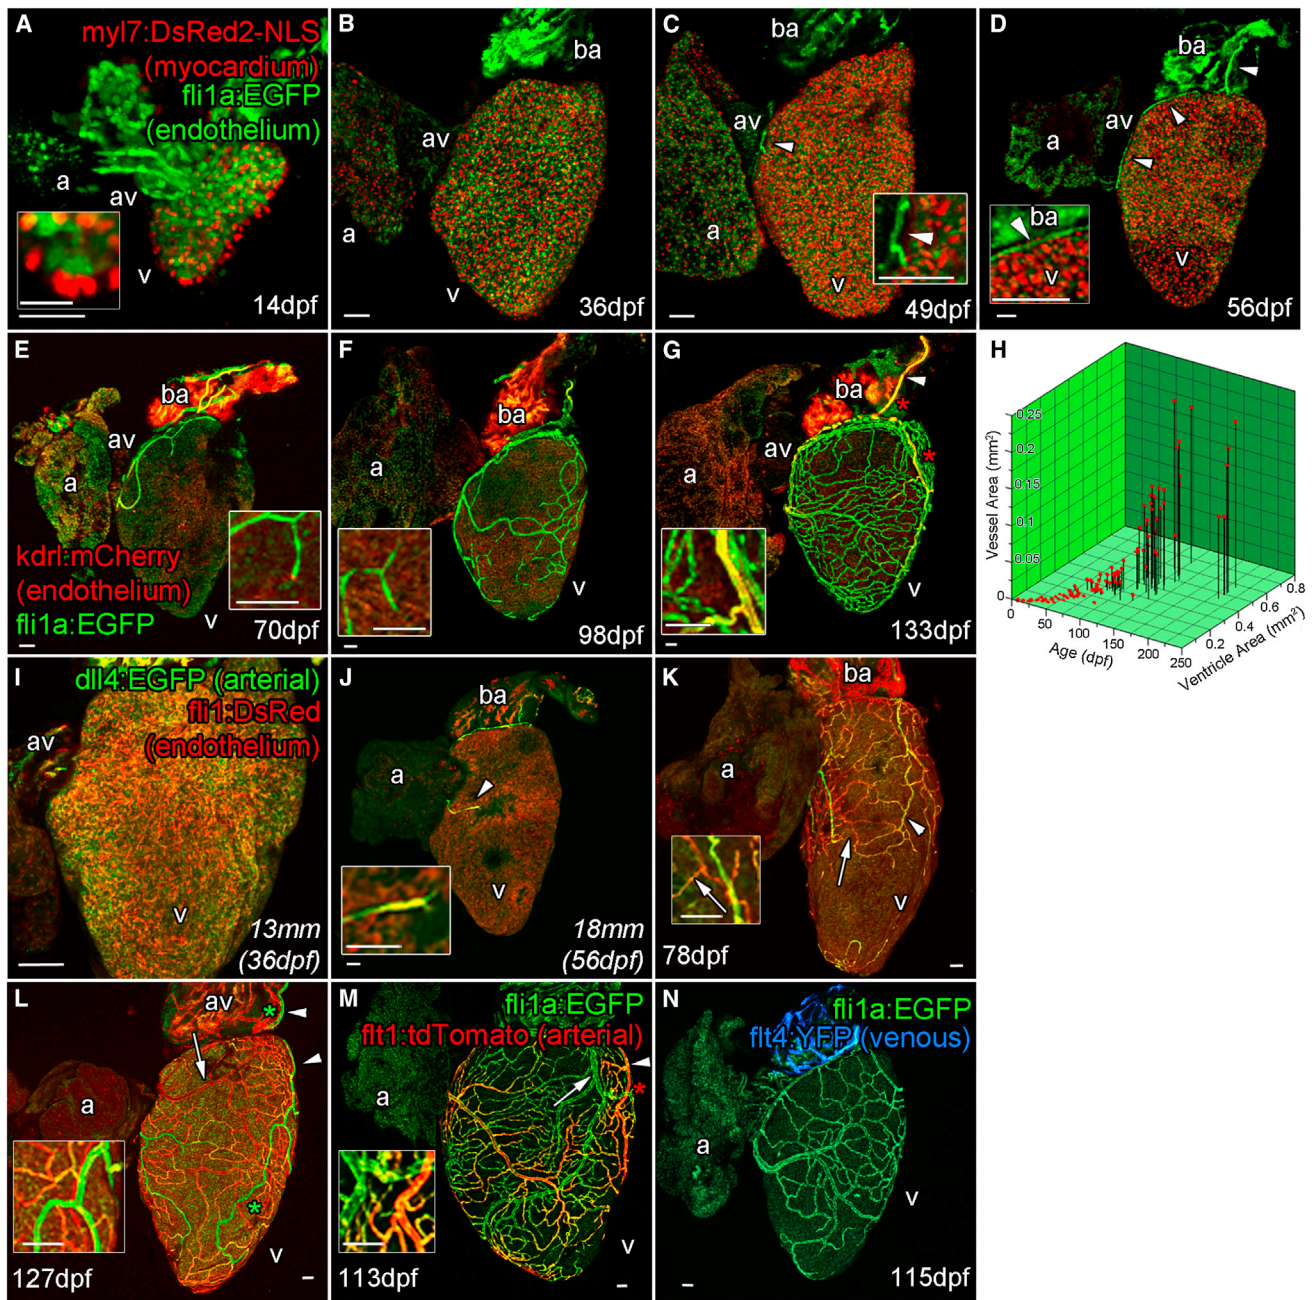 A
myl7:DsRed2-NLS
(myocardium)
fli1a:EGFP
(endothelium)
a
av
v
14dpf
B
ba
av
a
v
36dpf
C
ba
av
a
v
49dpf
D
ba
av
a
v
ba
v
56dpf
E
ba
av
a
kdrl:mCherry
(endothelium)
fli1a:EGFP
v
70dpf
F
ba
a
v
98dpf
G
ba
*
av
*
a
v
133dpf
H
Vessel Area (mm²)
0.25
0.2
0.15
0.1
0.05
0
0
50
100
150
200
250
Age (dpf)
0.2
0.4
0.6
0.8
Ventricle Area (mm²)
I
dll4:EGFP (arterial)
fli1:DsRed
(endothelium)
av
v
13mm
(36dpf)
J
ba
a
v
18mm
(56dpf)
K
ba
a
v
78dpf
L
av
*
a
*
v
127dpf
M
fli1a:EGFP
flt1:tdTomato (arterial)
*
a
v
113dpf
N
fli1a:EGFP
flt4:YFP (venous)
a
v
115dpf